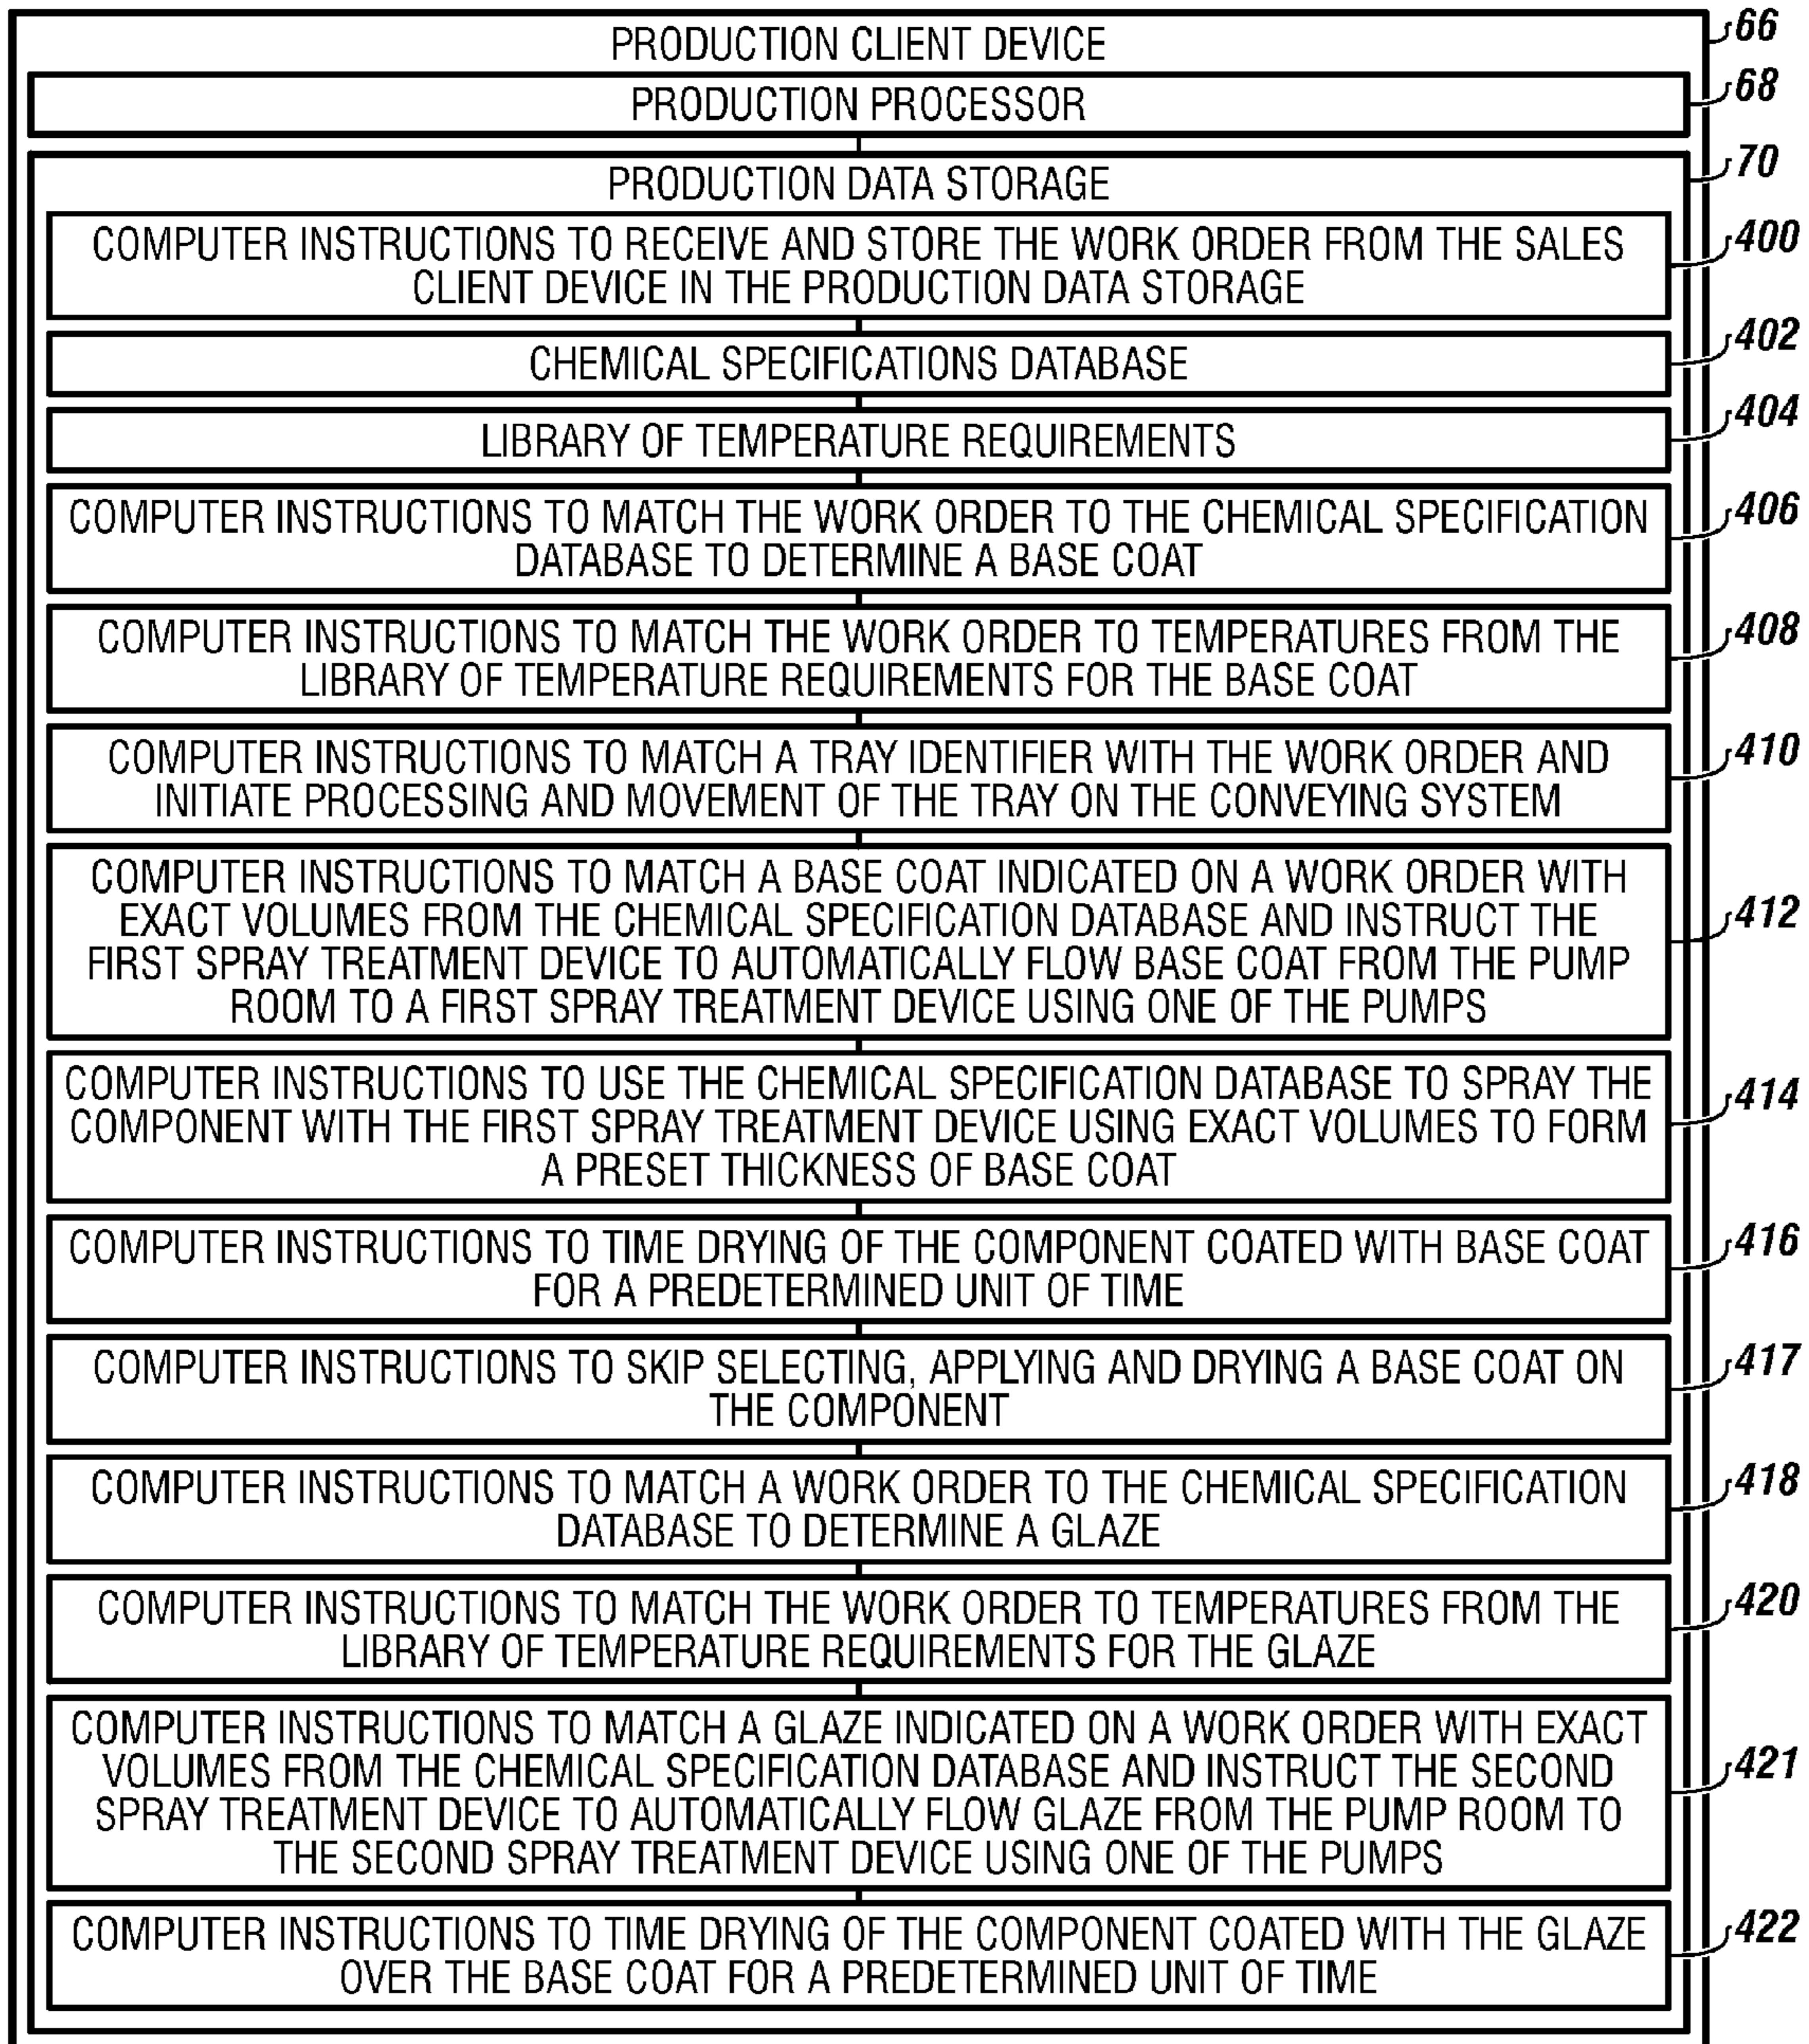 PRODUCTION CLIENT DEVICE
66
PRODUCTION PROCESSOR
68
PRODUCTION DATA STORAGE
70
COMPUTER INSTRUCTIONS TO RECEIVE AND STORE THE WORK ORDER FROM THE SALES
CLIENT DEVICE IN THE PRODUCTION DATA STORAGE
400
CHEMICAL SPECIFICATIONS DATABASE
402
LIBRARY OF TEMPERATURE REQUIREMENTS
404
COMPUTER INSTRUCTIONS TO MATCH THE WORK ORDER TO THE CHEMICAL SPECIFICATION
DATABASE TO DETERMINE A BASE COAT
406
COMPUTER INSTRUCTIONS TO MATCH THE WORK ORDER TO TEMPERATURES FROM THE
LIBRARY OF TEMPERATURE REQUIREMENTS FOR THE BASE COAT
408
COMPUTER INSTRUCTIONS TO MATCH A TRAY IDENTIFIER WITH THE WORK ORDER AND
INITIATE PROCESSING AND MOVEMENT OF THE TRAY ON THE CONVEYING SYSTEM
410
COMPUTER INSTRUCTIONS TO MATCH A BASE COAT INDICATED ON A WORK ORDER WITH
EXACT VOLUMES FROM THE CHEMICAL SPECIFICATION DATABASE AND INSTRUCT THE
FIRST SPRAY TREATMENT DEVICE TO AUTOMATICALLY FLOW BASE COAT FROM THE PUMP
ROOM TO A FIRST SPRAY TREATMENT DEVICE USING ONE OF THE PUMPS
412
COMPUTER INSTRUCTIONS TO USE THE CHEMICAL SPECIFICATION DATABASE TO SPRAY THE
COMPONENT WITH THE FIRST SPRAY TREATMENT DEVICE USING EXACT VOLUMES TO FORM
A PRESET THICKNESS OF BASE COAT
414
COMPUTER INSTRUCTIONS TO TIME DRYING OF THE COMPONENT COATED WITH BASE COAT
FOR A PREDETERMINED UNIT OF TIME
416
COMPUTER INSTRUCTIONS TO SKIP SELECTING, APPLYING AND DRYING A BASE COAT ON
THE COMPONENT
417
COMPUTER INSTRUCTIONS TO MATCH A WORK ORDER TO THE CHEMICAL SPECIFICATION
DATABASE TO DETERMINE A GLAZE
418
COMPUTER INSTRUCTIONS TO MATCH THE WORK ORDER TO TEMPERATURES FROM THE
LIBRARY OF TEMPERATURE REQUIREMENTS FOR THE GLAZE
420
COMPUTER INSTRUCTIONS TO MATCH A GLAZE INDICATED ON A WORK ORDER WITH EXACT
VOLUMES FROM THE CHEMICAL SPECIFICATION DATABASE AND INSTRUCT THE SECOND
SPRAY TREATMENT DEVICE TO AUTOMATICALLY FLOW GLAZE FROM THE PUMP ROOM TO
THE SECOND SPRAY TREATMENT DEVICE USING ONE OF THE PUMPS
421
COMPUTER INSTRUCTIONS TO TIME DRYING OF THE COMPONENT COATED WITH THE GLAZE
OVER THE BASE COAT FOR A PREDETERMINED UNIT OF TIME
422